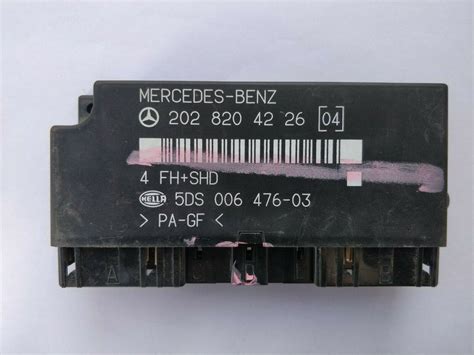 MERCEDES-BENZ
202 820 42 26 [04]
4 FH+SHD
HELLA 5DS 006 476-03
> PA-GF <
A